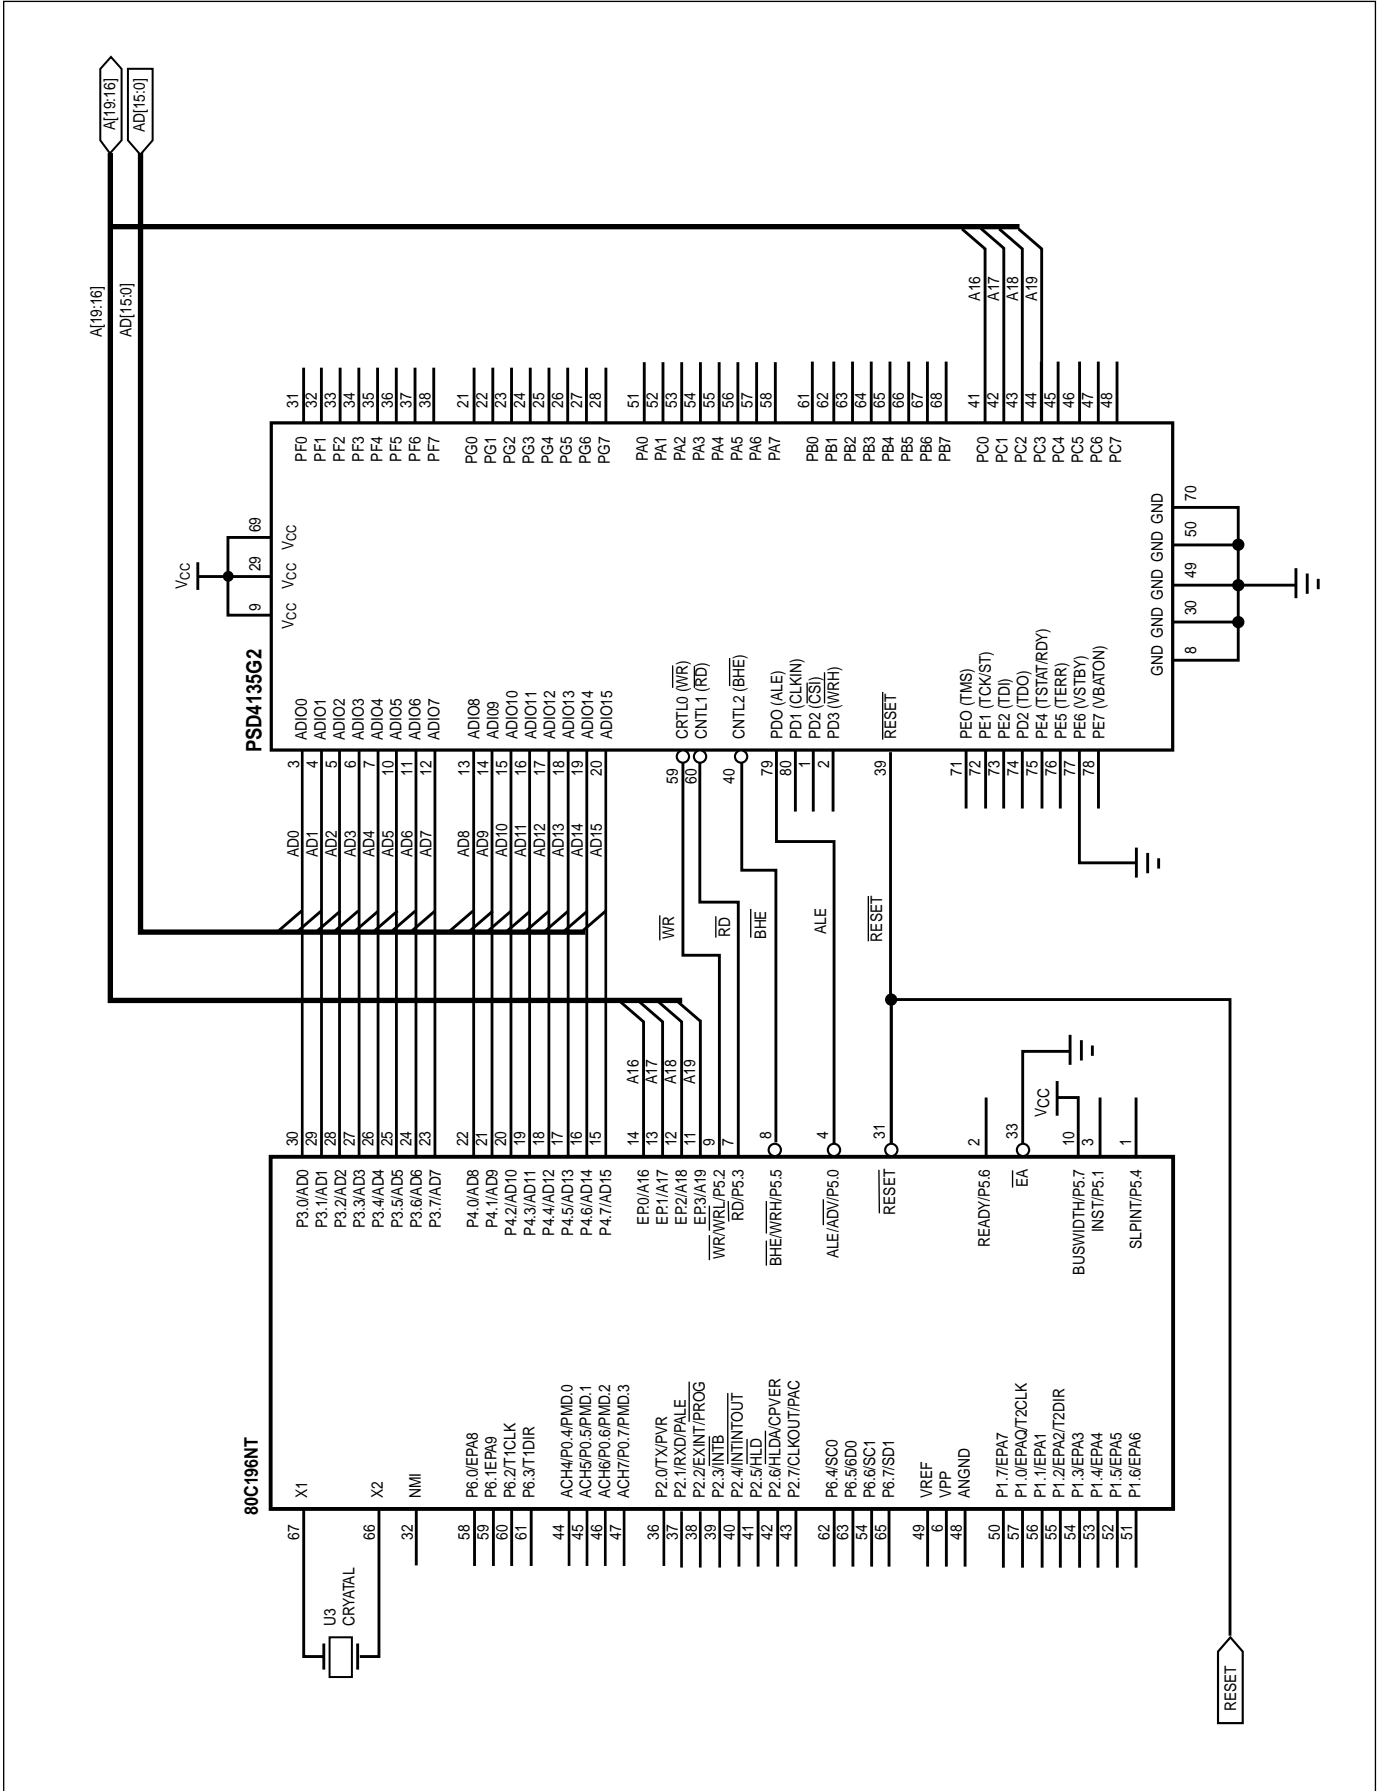 A[19:16]
AD[15:0]
A[19:16]
AD[15:0]
80C196NT
67 X1
66 X2
32 NMI
58 P6.0/EPA8
59 P6.1EPA9
60 P6.2/T1CLK
61 P6.3/T1DIR
44 ACH4/P0.4/PMD.0
45 ACH5/P0.5/PMD.1
46 ACH6/P0.6/PMD.2
47 ACH7/P0.7/PMD.3
36 P2.0/TX/PVR
37 P2.1/RXD/PALE
38 P2.2/EXINT/PROG
39 P2.3/INTB
40 P2.4/INTINTOUT
41 P2.5/HLD
42 P2.6/HLDA/CPVER
43 P2.7/CLKOUT/PAC
62 P6.4/SC0
63 P6.5/6D0
54 P6.6/SC1
65 P6.7/SD1
49 VREF
6 VPP
48 ANGND
50 P1.7/EPA7
57 P1.0/EPAQ/T2CLK
56 P1.1/EPA1
55 P1.2/EPA2/T2DIR
54 P1.3/EPA3
53 P1.4/EPA4
52 P1.5/EPA5
51 P1.6/EPA6
U3
CRYATAL
P3.0/AD0 30
P3.1/AD1 29
P3.2/AD2 28
P3.3/AD3 27
P3.4/AD4 26
P3.5/AD5 25
P3.6/AD6 24
P3.7/AD7 23
P4.0/AD8 22
P4.1/AD9 21
P4.2/AD10 20
P4.3/AD11 19
P4.4/AD12 18
P4.5/AD13 17
P4.6/AD14 16
P4.7/AD15 15
EP.0/A16 14 A16
EP.1/A17 13 A17
EP.2/A18 12 A18
EP.3/A19 11 A19
WR/WRL/P5.2 9
RD/P5.3 7
BHE/WRH/P5.5 8
ALE/ADV/P5.0 4
RESET 31
READY/P5.6 2
EA 33
BUSWIDTH/P5.7 10
INST/P5.1 3
SLPINT/P5.4 1
VCC
WR
RD
BHE
ALE
RESET
RESET
PSD4135G2
AD0 3 ADIO0
AD1 4 ADIO1
AD2 5 ADIO2
AD3 6 ADIO3
AD4 7 ADIO4
AD5 10 ADIO5
AD6 11 ADIO6
AD7 12 ADIO7
AD8 13 ADIO8
AD9 14 ADI09
AD10 15 ADIO10
AD11 16 ADIO11
AD12 17 ADIO12
AD13 18 ADIO13
AD14 19 ADIO14
AD15 20 ADIO15
59 CRTL0 (WR)
60 CNTL1 (RD)
40 CNTL2 (BHE)
79 PDO (ALE)
80 PD1 (CLKIN)
1 PD2 (CSI)
2 PD3 (WRH)
39 RESET
71 PEO (TMS)
72 PE1 (TCK/ST)
73 PE2 (TDI)
74 PD2 (TDO)
75 PE4 (TSTAT/RDY)
76 PE5 (TERR)
77 PE6 (VSTBY)
78 PE7 (VBATON)
VCC
9 29 69
VCC VCC VCC
PF0 31
PF1 32
PF2 33
PF3 34
PF4 35
PF5 36
PF6 37
PF7 38
PG0 21
PG1 22
PG2 23
PG3 24
PG4 25
PG5 26
PG6 27
PG7 28
PA0 51
PA1 52
PA2 53
PA3 54
PA4 55
PA5 56
PA6 57
PA7 58
PB0 61
PB1 62
PB2 63
PB3 64
PB4 65
PB5 66
PB6 67
PB7 68
PC0 41 A16
PC1 42 A17
PC2 43 A18
PC3 44 A19
PC4 45
PC5 46
PC6 47
PC7 48
GND GND GND GND GND
8 30 49 50 70